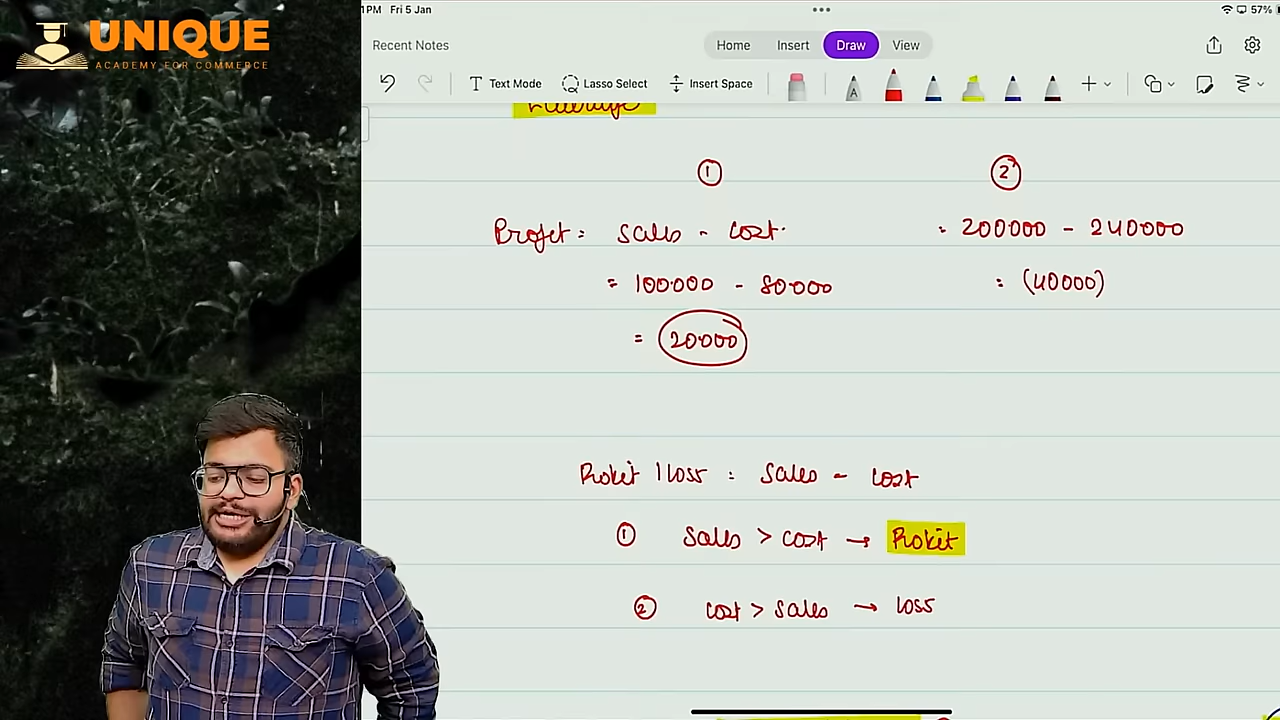 UNIQUE
ACADEMY FOR COMMERCE
1PM Fri 5 Jan
57%
Recent Notes
Home Insert Draw View
Text Mode Lasso Select Insert Space
A
① ②
Profit = Sales - Cost = 200000 - 240000
= 100000 - 80000 = (40000)
= 20000
Profit / loss = Sales - cost
① Sales > cost → Profit
② cost > sales → loss